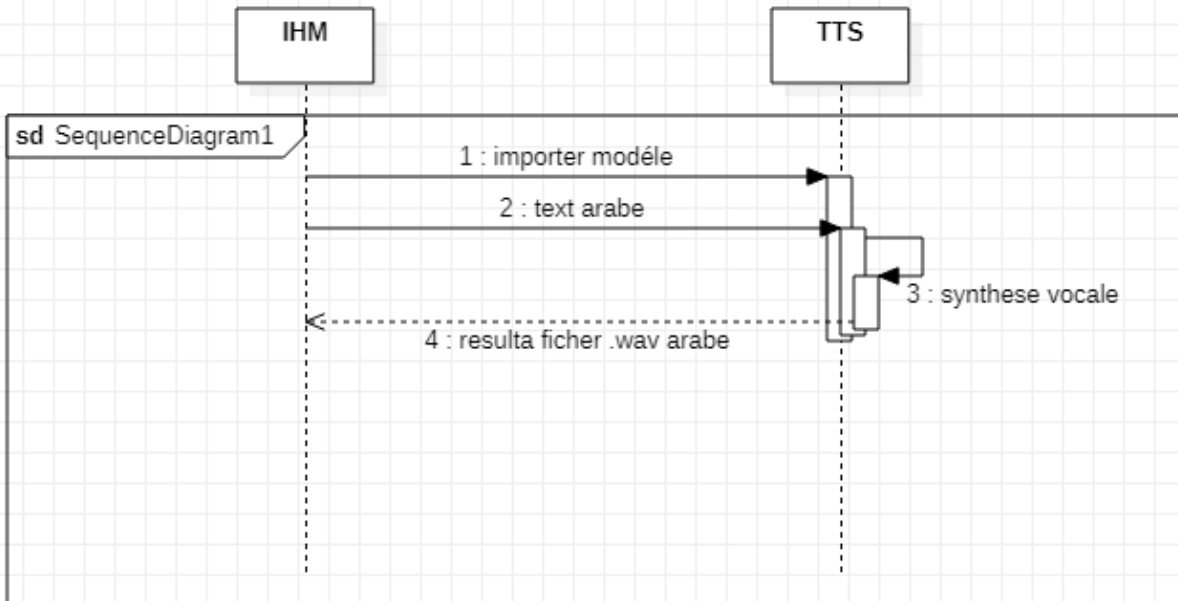 IHM
TTS
sd SequenceDiagram1
1 : importer modéle
2 : text arabe
3 : synthese vocale
4 : resulta ficher .wav arabe